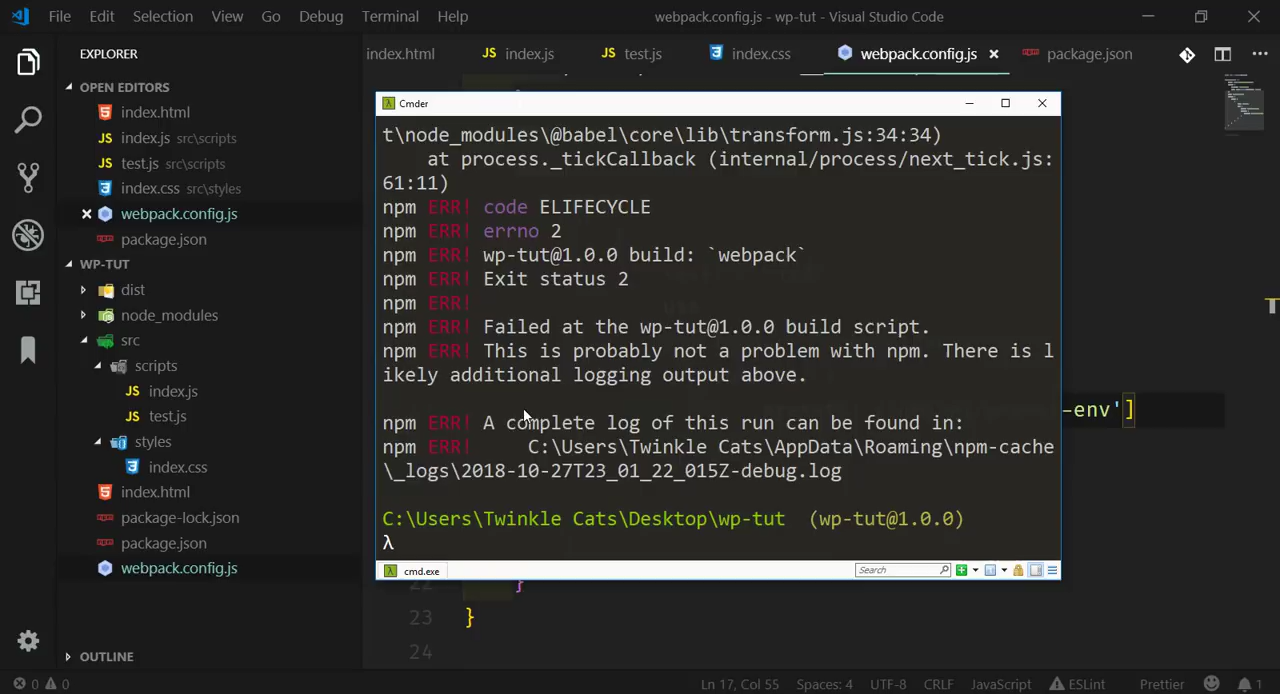 File Edit Selection View Go Debug Terminal Help webpack.config.js - wp-tut - Visual Studio Code
EXPLORER
index.html JS index.js JS test.js index.css webpack.config.js package.json
OPEN EDITORS
index.html
JS index.js src\scripts
JS test.js src\scripts
index.css src\styles
webpack.config.js
package.json
WP-TUT
dist
node_modules
src
scripts
JS index.js
JS test.js
styles
index.css
index.html
package-lock.json
package.json
webpack.config.js
OUTLINE
Cmder
t\node_modules\@babel\core\lib\transform.js:34:34)
at process._tickCallback (internal/process/next_tick.js:
61:11)
npm ERR! code ELIFECYCLE
npm ERR! errno 2
npm ERR! wp-tut@1.0.0 build: `webpack`
npm ERR! Exit status 2
npm ERR!
npm ERR! Failed at the wp-tut@1.0.0 build script.
npm ERR! This is probably not a problem with npm. There is l
ikely additional logging output above.
npm ERR! A complete log of this run can be found in:
npm ERR! C:\Users\Twinkle Cats\AppData\Roaming\npm-cache
\_logs\2018-10-27T23_01_22_015Z-debug.log
C:\Users\Twinkle Cats\Desktop\wp-tut (wp-tut@1.0.0)
λ
cmd.exe Search
-env']
22 }
23 }
24
0 0 Ln 17, Col 55 Spaces: 4 UTF-8 CRLF JavaScript ESLint Prettier 1